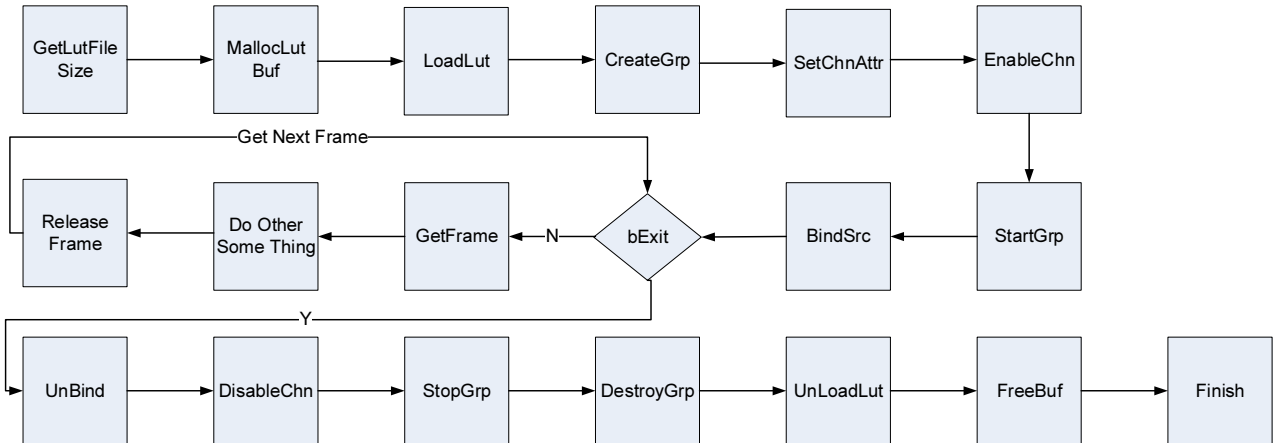 GetLutFile
Size
MallocLut
Buf
LoadLut
CreateGrp
SetChnAttr
EnableChn
Get Next Frame
Release
Frame
Do Other
Some Thing
GetFrame
N
bExit
BindSrc
StartGrp
Y
UnBind
DisableChn
StopGrp
DestroyGrp
UnLoadLut
FreeBuf
Finish